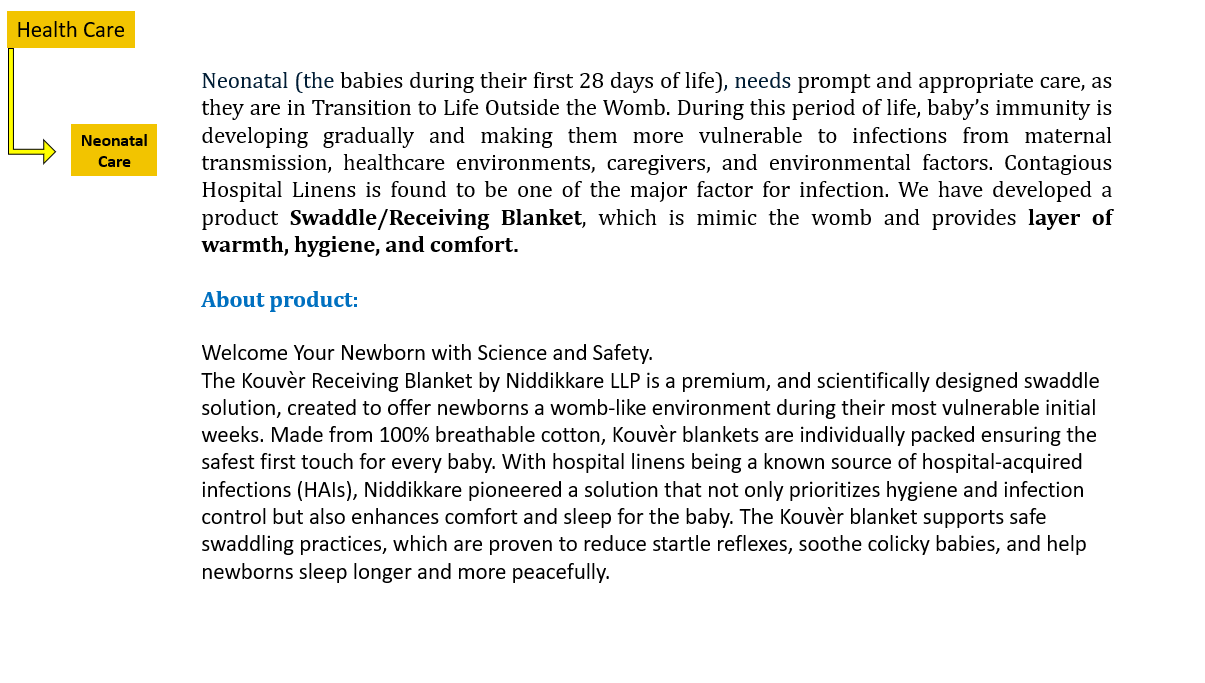 Health Care
Neonatal
Care
Neonatal (the babies during their first 28 days of life), needs prompt and appropriate care, as
they are in Transition to Life Outside the Womb. During this period of life, baby’s immunity is
developing gradually and making them more vulnerable to infections from maternal
transmission, healthcare environments, caregivers, and environmental factors. Contagious
Hospital Linens is found to be one of the major factor for infection. We have developed a
product Swaddle/Receiving Blanket, which is mimic the womb and provides layer of
warmth, hygiene, and comfort.
About product:
Welcome Your Newborn with Science and Safety.
The Kouvèr Receiving Blanket by Niddikkare LLP is a premium, and scientifically designed swaddle
solution, created to offer newborns a womb-like environment during their most vulnerable initial
weeks. Made from 100% breathable cotton, Kouvèr blankets are individually packed ensuring the
safest first touch for every baby. With hospital linens being a known source of hospital-acquired
infections (HAIs), Niddikkare pioneered a solution that not only prioritizes hygiene and infection
control but also enhances comfort and sleep for the baby. The Kouvèr blanket supports safe
swaddling practices, which are proven to reduce startle reflexes, soothe colicky babies, and help
newborns sleep longer and more peacefully.